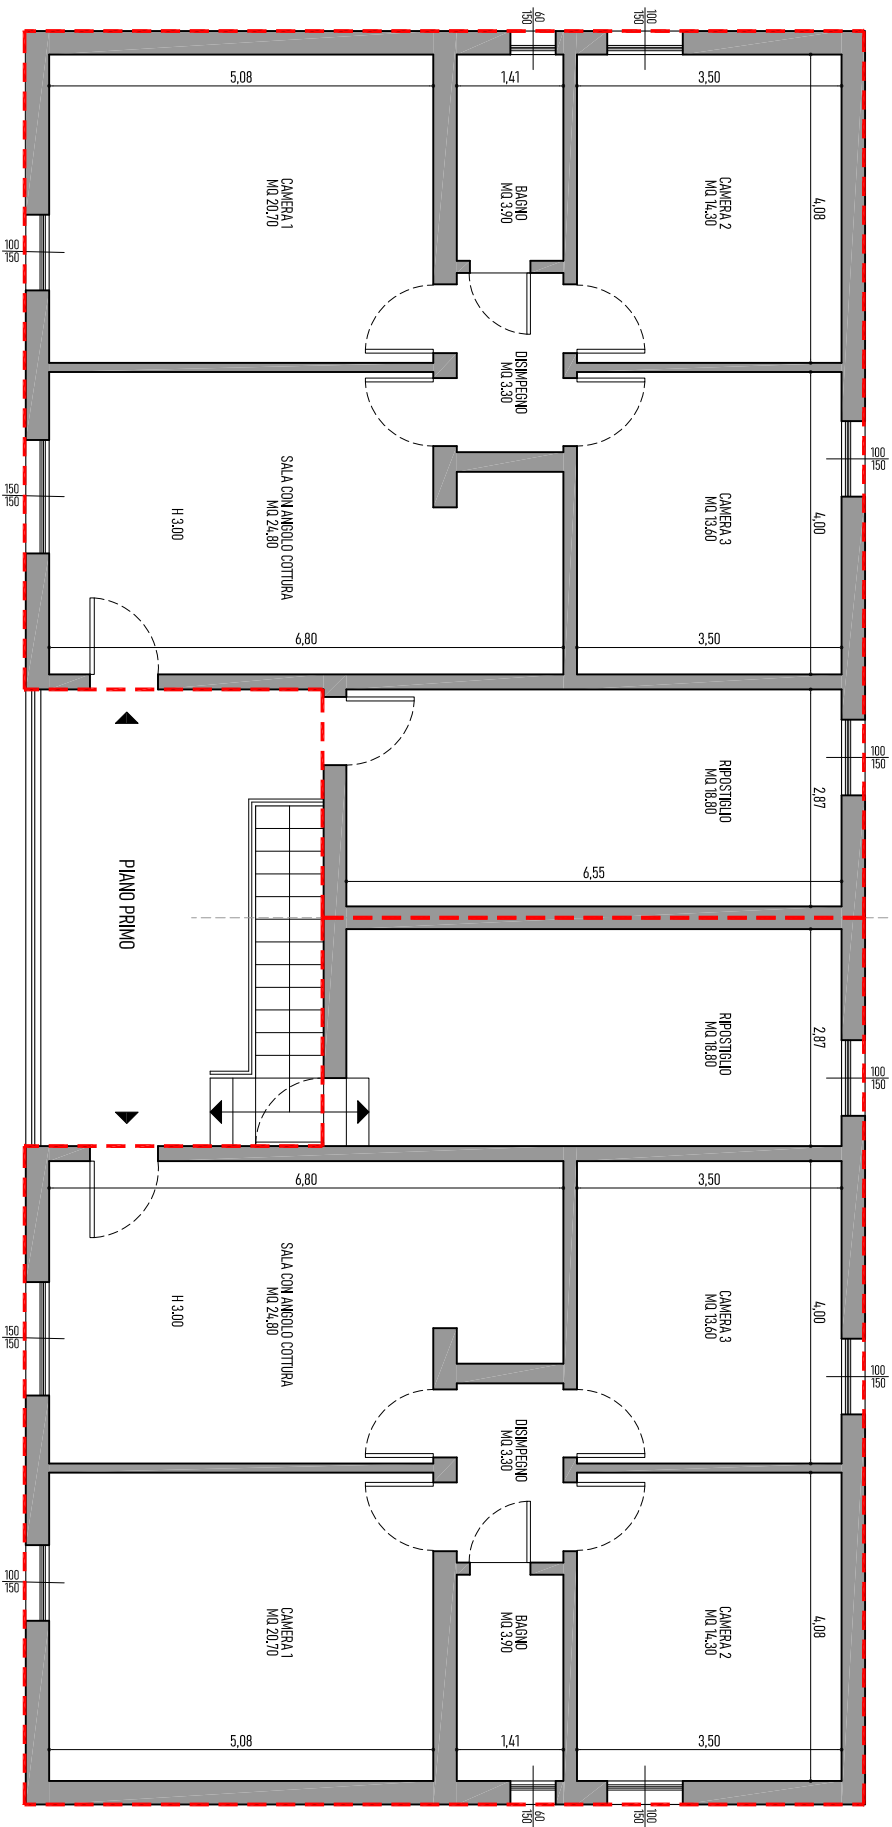 60
150
100
150
5,08
1,41
3,50
CAMERA 1
MQ 20.70
BAGNO
MQ 3.90
CAMERA 2
MQ 14.30
4,08
100
150
DISIMPEGNO
MQ 3.30
100
150
150
150
SALA CON ANGOLO COTTURA
MQ 24,80
H 3.00
CAMERA 3
MQ 13.60
4,00
6,80
3,50
100
150
RIPOSTIGLIO
MQ 18.80
2,87
6,55
PIANO PRIMO
RIPOSTIGLIO
MQ 18.80
2,87
100
150
6,80
3,50
SALA CON ANGOLO COTTURA
MQ 24,80
H 3.00
CAMERA 3
MQ 13.60
4,00
150
150
100
150
DISIMPEGNO
MQ 3.30
100
150
CAMERA 1
MQ 20.70
BAGNO
MQ 3.90
CAMERA 2
MQ 14.30
4,08
5,08
1,41
3,50
60
150
100
150